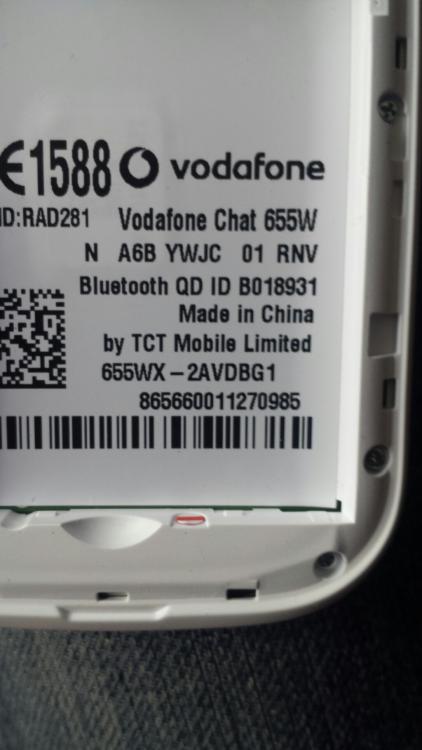 C€1588 vodafone
ID:RAD281 Vodafone Chat 655W
N A6B YWJC 01 RNV
Bluetooth QD ID B018931
Made in China
by TCT Mobile Limited
655WX-2AVDBG1
865660011270985